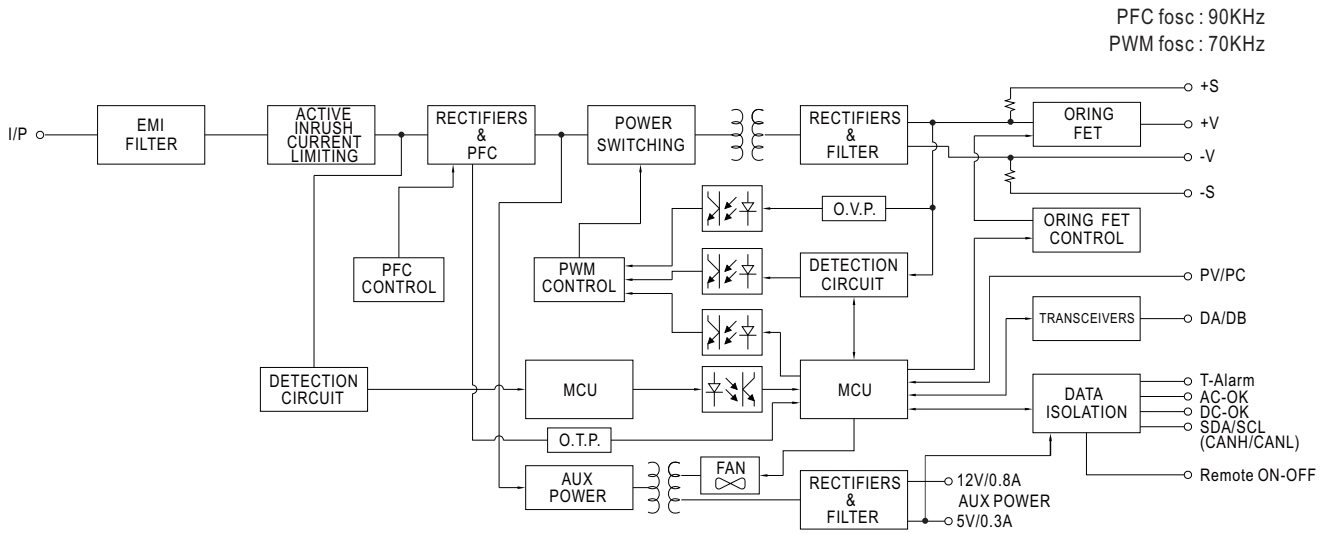 PFC fosc : 90KHz
PWM fosc : 70KHz
I/P
EMI
FILTER
ACTIVE
INRUSH
CURRENT
LIMITING
RECTIFIERS
&
PFC
POWER
SWITCHING
RECTIFIERS
&
FILTER
ORING
FET
+S
+V
-V
-S
O.V.P.
ORING FET
CONTROL
PFC
CONTROL
PWM
CONTROL
DETECTION
CIRCUIT
PV/PC
TRANSCEIVERS
DA/DB
DETECTION
CIRCUIT
MCU
MCU
DATA
ISOLATION
T-Alarm
AC-OK
DC-OK
SDA/SCL
(CANH/CANL)
O.T.P.
Remote ON-OFF
AUX
POWER
FAN
RECTIFIERS
&
FILTER
12V/0.8A
AUX POWER
5V/0.3A